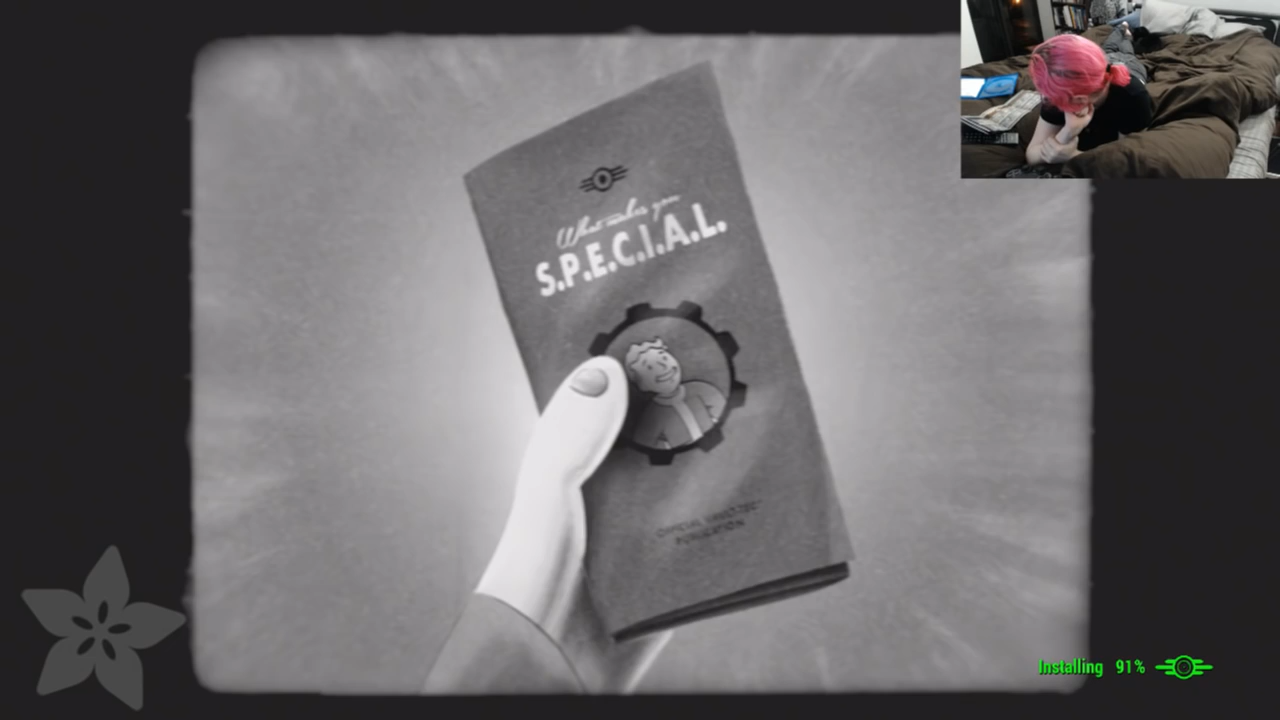 What makes you
S.P.E.C.I.A.L.
OFFICIAL VAULT-TEC
PUBLICATION
Installing 91%